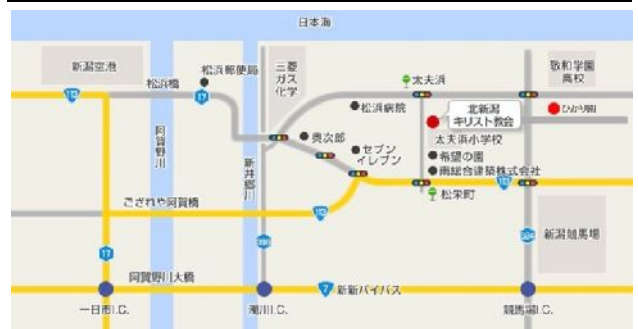 日本海
新潟空港
松浜橋
松浜郵便局
三菱
ガス
化学
太夫浜
敬和学園
高校
113
17
松浜病院
北新潟
キリスト教会
ひかり園
阿賀野川
新井郷川
奥次郎
セブン
イレブン
太夫浜小学校
希望の園
雨総合建築株式会社
松栄町
ござれや阿賀橋
113
17
新潟競馬場
阿賀野川大橋
7
新新バイパス
一日市I.C.
濁川I.C.
競馬場I.C.